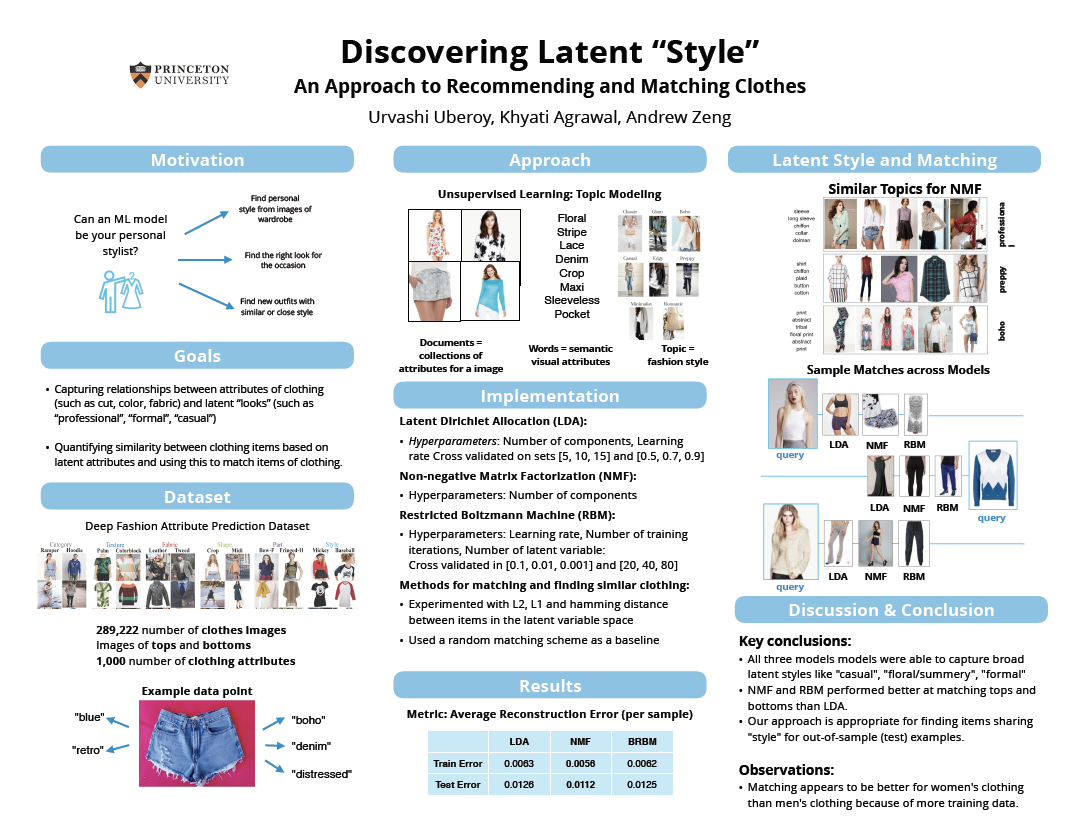 Discovering Latent “Style”
PRINCETON
UNIVERSITY
An Approach to Recommending and Matching Clothes
Urvashi Uberoy, Khyati Agrawal, Andrew Zeng
Motivation
Can an ML model
be your personal
stylist?
Find personal
style from images of
wardrobe
Find the right look for
the occasion
Find new outfits with
similar or close style
Goals
• Capturing relationships between attributes of clothing
(such as cut, color, fabric) and latent “looks” (such as
“professional”, “formal”, “casual”)
• Quantifying similarity between clothing items based on
latent attributes and using this to match items of clothing.
Dataset
Deep Fashion Attribute Prediction Dataset
Category Texture Fabric Shape Part Style
Romper Hoodie Palm Colorblock Leather Tweed Crop Midi Bow-F Fringed-H Mickey Baseball
289,222 number of clothes images
Images of tops and bottoms
1,000 number of clothing attributes
Example data point
"blue"
"retro"
"boho"
"denim"
"distressed"
Approach
Unsupervised Learning: Topic Modeling
Floral
Stripe
Lace
Denim
Crop
Maxi
Sleeveless
Pocket
Classic Glam Boho
Casual Edgy Preppy
Minimalist Romantic
Documents =
collections of
attributes for a image
Words = semantic
visual attributes
Topic =
fashion style
Implementation
Latent Dirichlet Allocation (LDA):
• Hyperparameters: Number of components, Learning
rate Cross validated on sets [5, 10, 15] and [0.5, 0.7, 0.9]
Non-negative Matrix Factorization (NMF):
• Hyperparameters: Number of components
Restricted Boltzmann Machine (RBM):
• Hyperparameters: Learning rate, Number of training
iterations, Number of latent variable:
Cross validated in [0.1, 0.01, 0.001] and [20, 40, 80]
Methods for matching and finding similar clothing:
• Experimented with L2, L1 and hamming distance
between items in the latent variable space
• Used a random matching scheme as a baseline
Results
Metric: Average Reconstruction Error (per sample)
LDA NMF BRBM
Train Error 0.0063 0.0056 0.0062
Test Error 0.0126 0.0112 0.0125
Latent Style and Matching
Similar Topics for NMF
sleeve
long sleeve
chiffon
collar
dolman
professiona
l
shirt
chiffon
plaid
button
cotton
preppy
print
abstract
tribal
floral print
abstract
print
boho
Sample Matches across Models
LDA NMF RBM
query
LDA NMF RBM
query
LDA NMF RBM
query
Discussion & Conclusion
Key conclusions:
• All three models models were able to capture broad
latent styles like "casual", "floral/summery", "formal"
• NMF and RBM performed better at matching tops and
bottoms than LDA.
• Our approach is appropriate for finding items sharing
"style" for out-of-sample (test) examples.
Observations:
• Matching appears to be better for women's clothing
than men's clothing because of more training data.